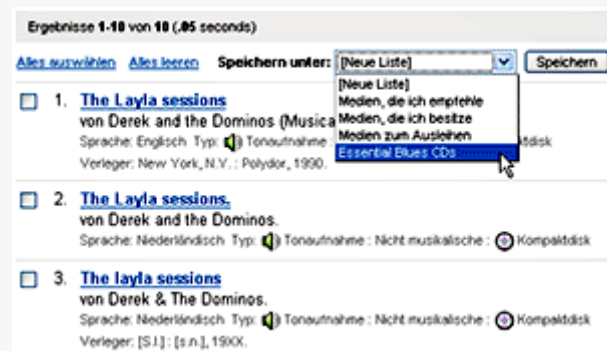 Ergebnisse 1-10 von 10 (.05 seconds)
Alles auswählen Alles leeren Speichern unter: [Neue Liste] Speichern
[Neue Liste]
Medien, die ich empfehle
Medien, die ich besitze
Medien zum Ausleihen
Essential Blues CDs
1. The Layla sessions
von Derek and the Dominos (Musica
Sprache: Englisch Typ: Tonaufnahme :
Verleger: New York, N.Y. : Polydor, 1990.
2. The Layla sessions.
von Derek and the Dominos.
Sprache: Niederländisch Typ: Tonaufnahme : Nicht musikalische : Kompaktdisk
3. The layla sessions
von Derek & The Dominos.
Sprache: Niederländisch Typ: Tonaufnahme : Nicht musikalische : Kompaktdisk
Verleger: [S.l.] : [s.n.], 19XX.